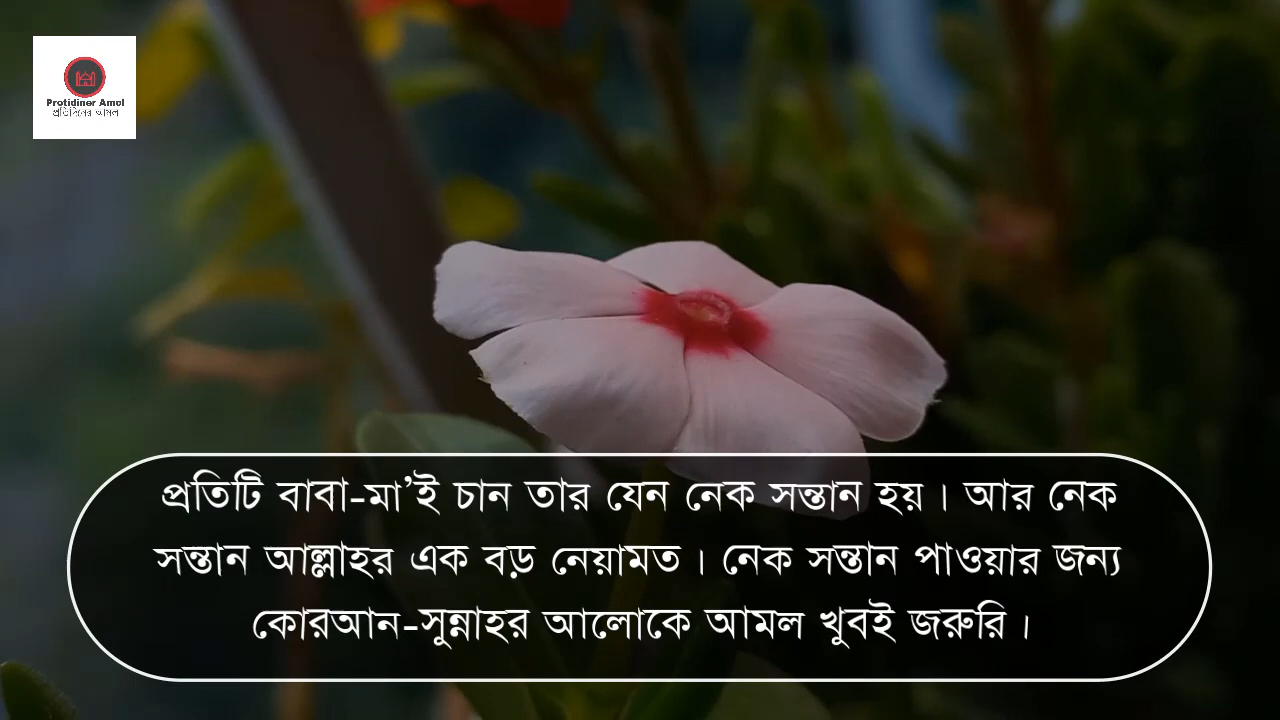 Protidiner Amol
প্রতিদিনের আমল
প্রতিটি বাবা-মা’ই চান তার যেন নেক সন্তান হয়। আর নেক
সন্তান আল্লাহর এক বড় নেয়ামত। নেক সন্তান পাওয়ার জন্য
কোরআন-সুন্নাহর আলোকে আমল খুবই জরুরি।